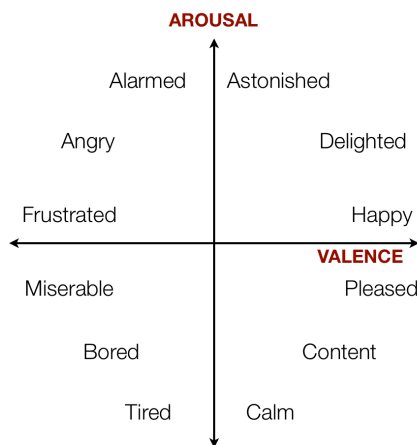 AROUSAL
Alarmed Astonished
Angry Delighted
Frustrated Happy
VALENCE
Miserable Pleased
Bored Content
Tired Calm